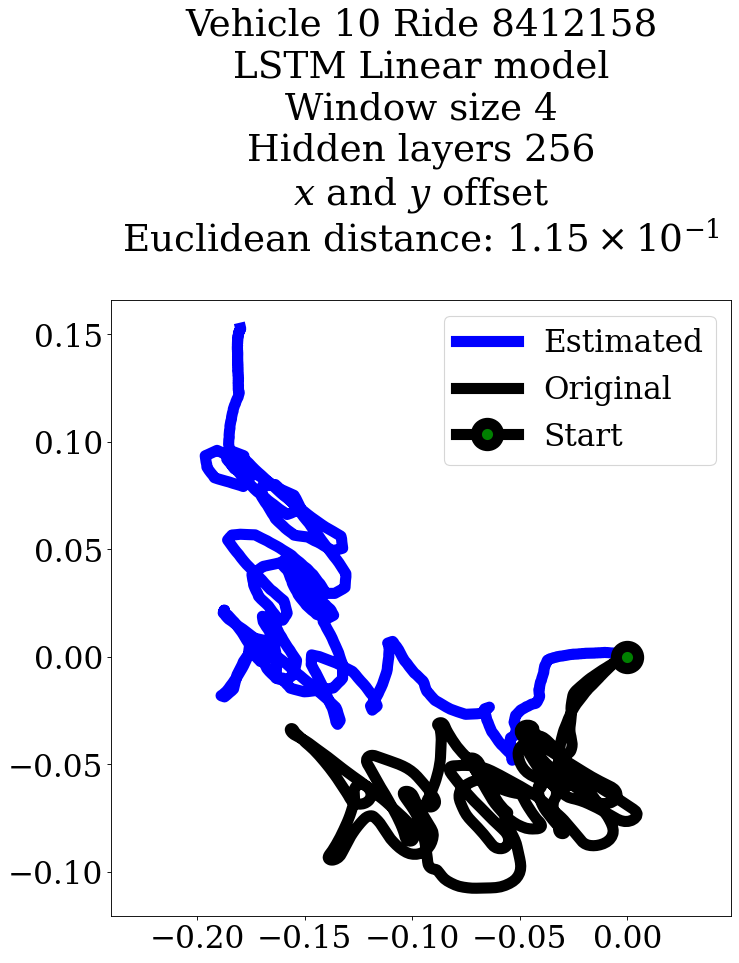 Vehicle 10 Ride 8412158
LSTM Linear model
Window size 4
Hidden layers 256
x and y offset
Euclidean distance: 1.15 × 10⁻¹
Estimated
Original
Start
0.15
0.10
0.05
0.00
−0.05
−0.10
−0.20 −0.15 −0.10 −0.05 0.00